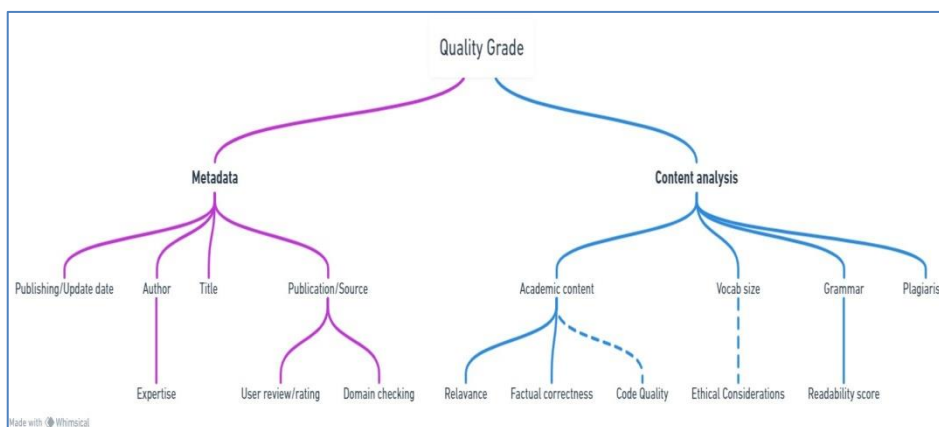 Quality Grade
Metadata
Content analysis
Publishing/Update date
Author
Title
Publication/Source
Academic content
Vocab size
Grammar
Plagiaris
Expertise
User review/rating
Domain checking
Relavance
Factual correctness
Code Quality
Ethical Considerations
Readability score
Made with Whimsical